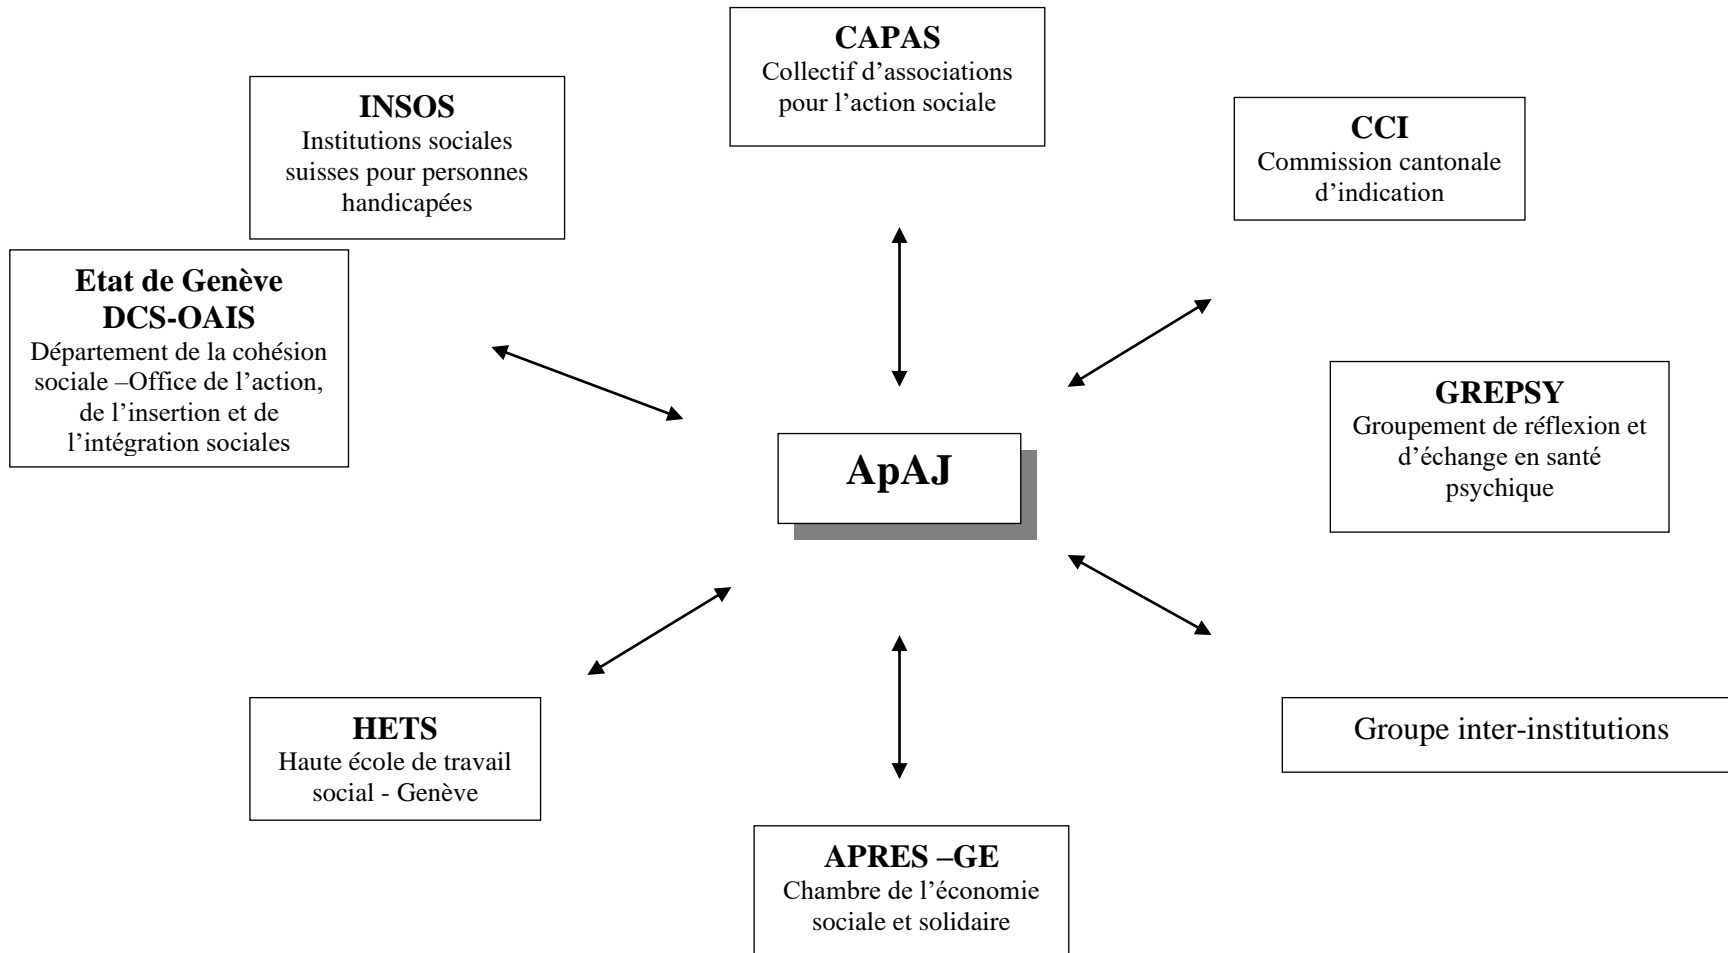 CAPAS
Collectif d’associations
pour l’action sociale
INSOS
Institutions sociales
suisses pour personnes
handicapées
CCI
Commission cantonale
d’indication
Etat de Genève
DCS-OAIS
Département de la cohésion
sociale –Office de l’action,
de l’insertion et de
l’intégration sociales
GREPSY
Groupement de réflexion et
d’échange en santé
psychique
ApAJ
HETS
Haute école de travail
social - Genève
Groupe inter-institutions
APRES –GE
Chambre de l’économie
sociale et solidaire